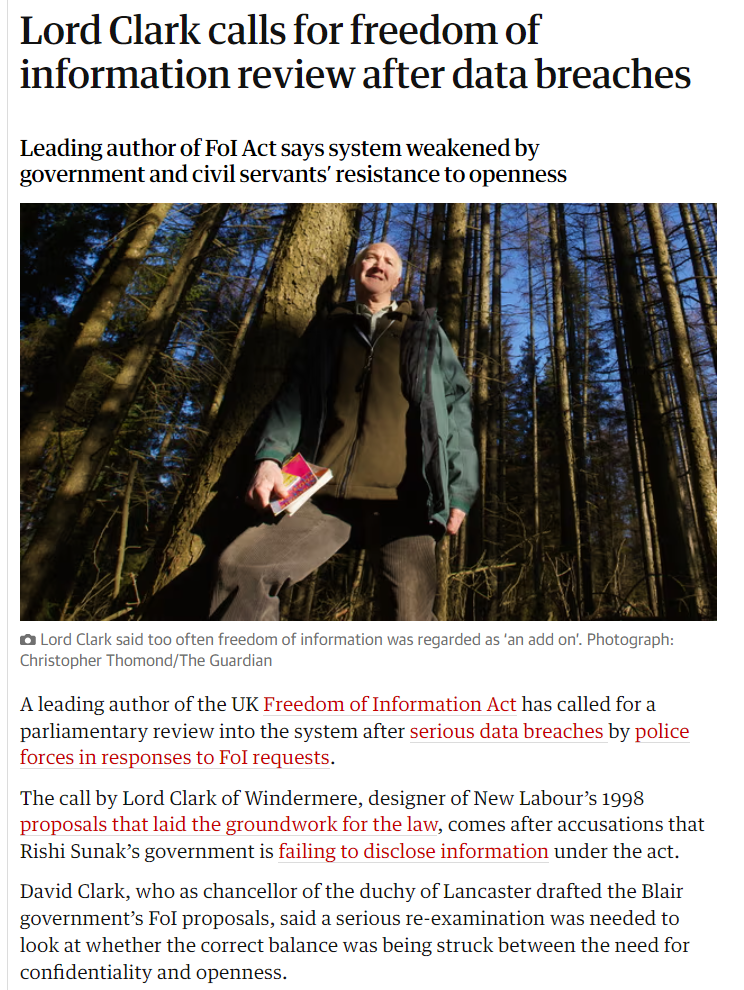 Lord Clark calls for freedom of
information review after data breaches
Leading author of FoI Act says system weakened by
government and civil servants' resistance to openness
Lord Clark said too often freedom of information was regarded as 'an add on'. Photograph:
Christopher Thomond/The Guardian
A leading author of the UK Freedom of Information Act has called for a
parliamentary review into the system after serious data breaches by police
forces in responses to FoI requests.
The call by Lord Clark of Windermere, designer of New Labour's 1998
proposals that laid the groundwork for the law, comes after accusations that
Rishi Sunak's government is failing to disclose information under the act.
David Clark, who as chancellor of the duchy of Lancaster drafted the Blair
government's FoI proposals, said a serious re-examination was needed to
look at whether the correct balance was being struck between the need for
confidentiality and openness.